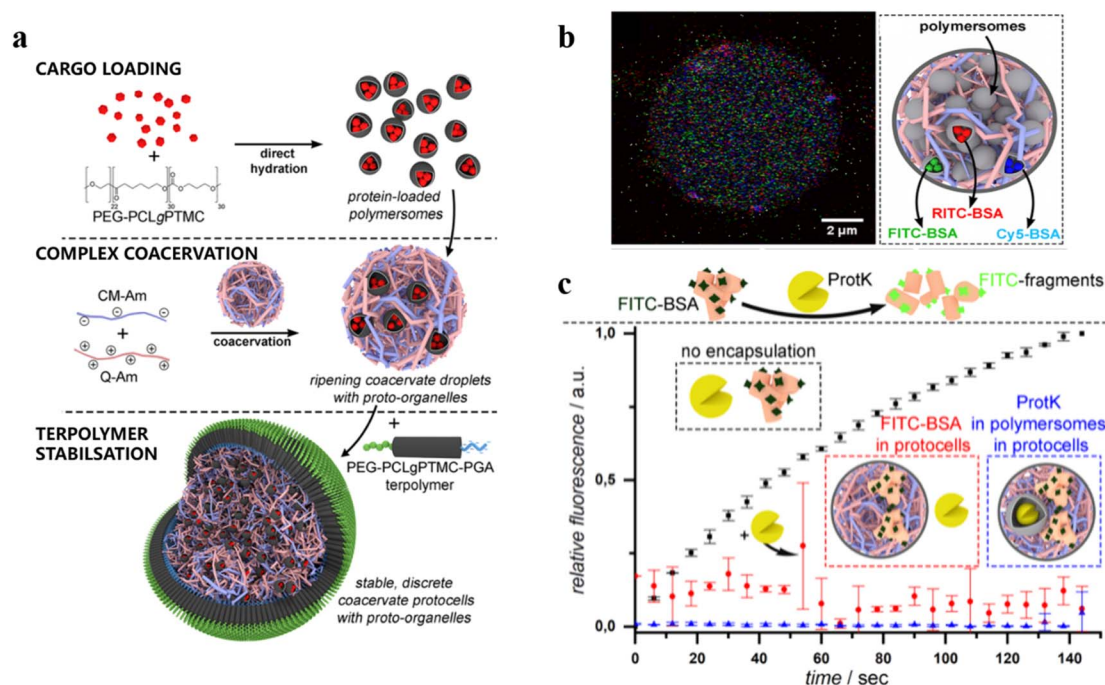 a
CARGO LOADING
+
direct
hydration
22
30
30
PEG-PCLgPTMC
protein-loaded
polymersomes
COMPLEX COACERVATION
CM-Am
+
Q-Am
coacervation
ripening coacervate droplets
with proto-organelles
TERPOLYMER
STABILSATION
+
PEG-PCLgPTMC-PGA
terpolymer
stable, discrete
coacervate protocells
with proto-organelles
b
2 µm
polymersomes
RITC-BSA
FITC-BSA
Cy5-BSA
c
FITC-BSA
ProtK
FITC-fragments
relative fluorescence / a.u.
1,0
0,5
0,0
no encapsulation
+
FITC-BSA
in protocells
ProtK
in polymersomes
in protocells
0 20 40 60 80 100 120 140
time / sec